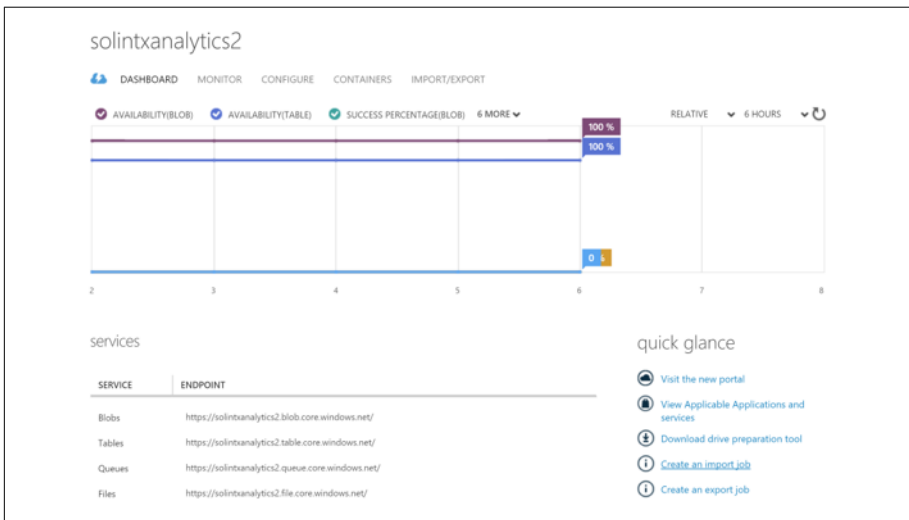 solintxanalytics2
DASHBOARD MONITOR CONFIGURE CONTAINERS IMPORT/EXPORT
AVAILABILITY(BLOB) AVAILABILITY(TABLE) SUCCESS PERCENTAGE(BLOB) 6 MORE RELATIVE 6 HOURS
100 %
100 %
0
2 3 4 5 6 7 8
services
SERVICE ENDPOINT
Blobs https://solintxanalytics2.blob.core.windows.net/
Tables https://solintxanalytics2.table.core.windows.net/
Queues https://solintxanalytics2.queue.core.windows.net/
Files https://solintxanalytics2.file.core.windows.net/
quick glance
Visit the new portal
View Applicable Applications and
services
Download drive preparation tool
Create an import job
Create an export job